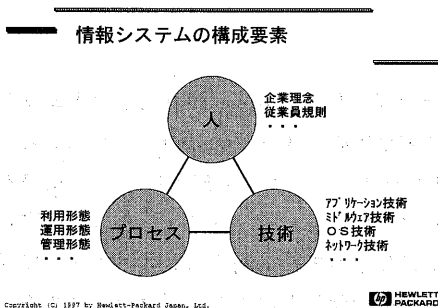 情報システムの構成要素
人
企業理念
従業員規則
・・・
プロセス
利用形態
運用形態
管理形態
・・・
技術
ｱﾌﾟﾘｹｰｼｮﾝ技術
ﾐﾄﾞﾙｳｪｱ技術
ＯＳ技術
ﾈｯﾄﾜｰｸ技術
・・・
Copyright (C) 1997 by Hewlett-Packard Japan, Ltd.
hp HEWLETT
PACKARD